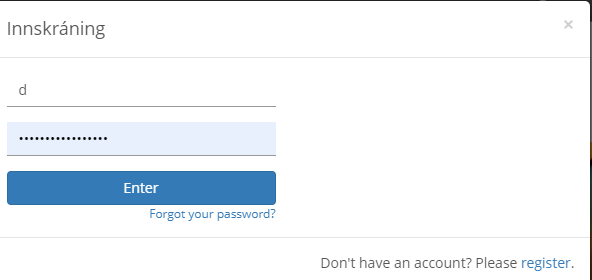 Innskráning ×
d
•••••••••••••••••
Enter
Forgot your password?
Don't have an account? Please register.